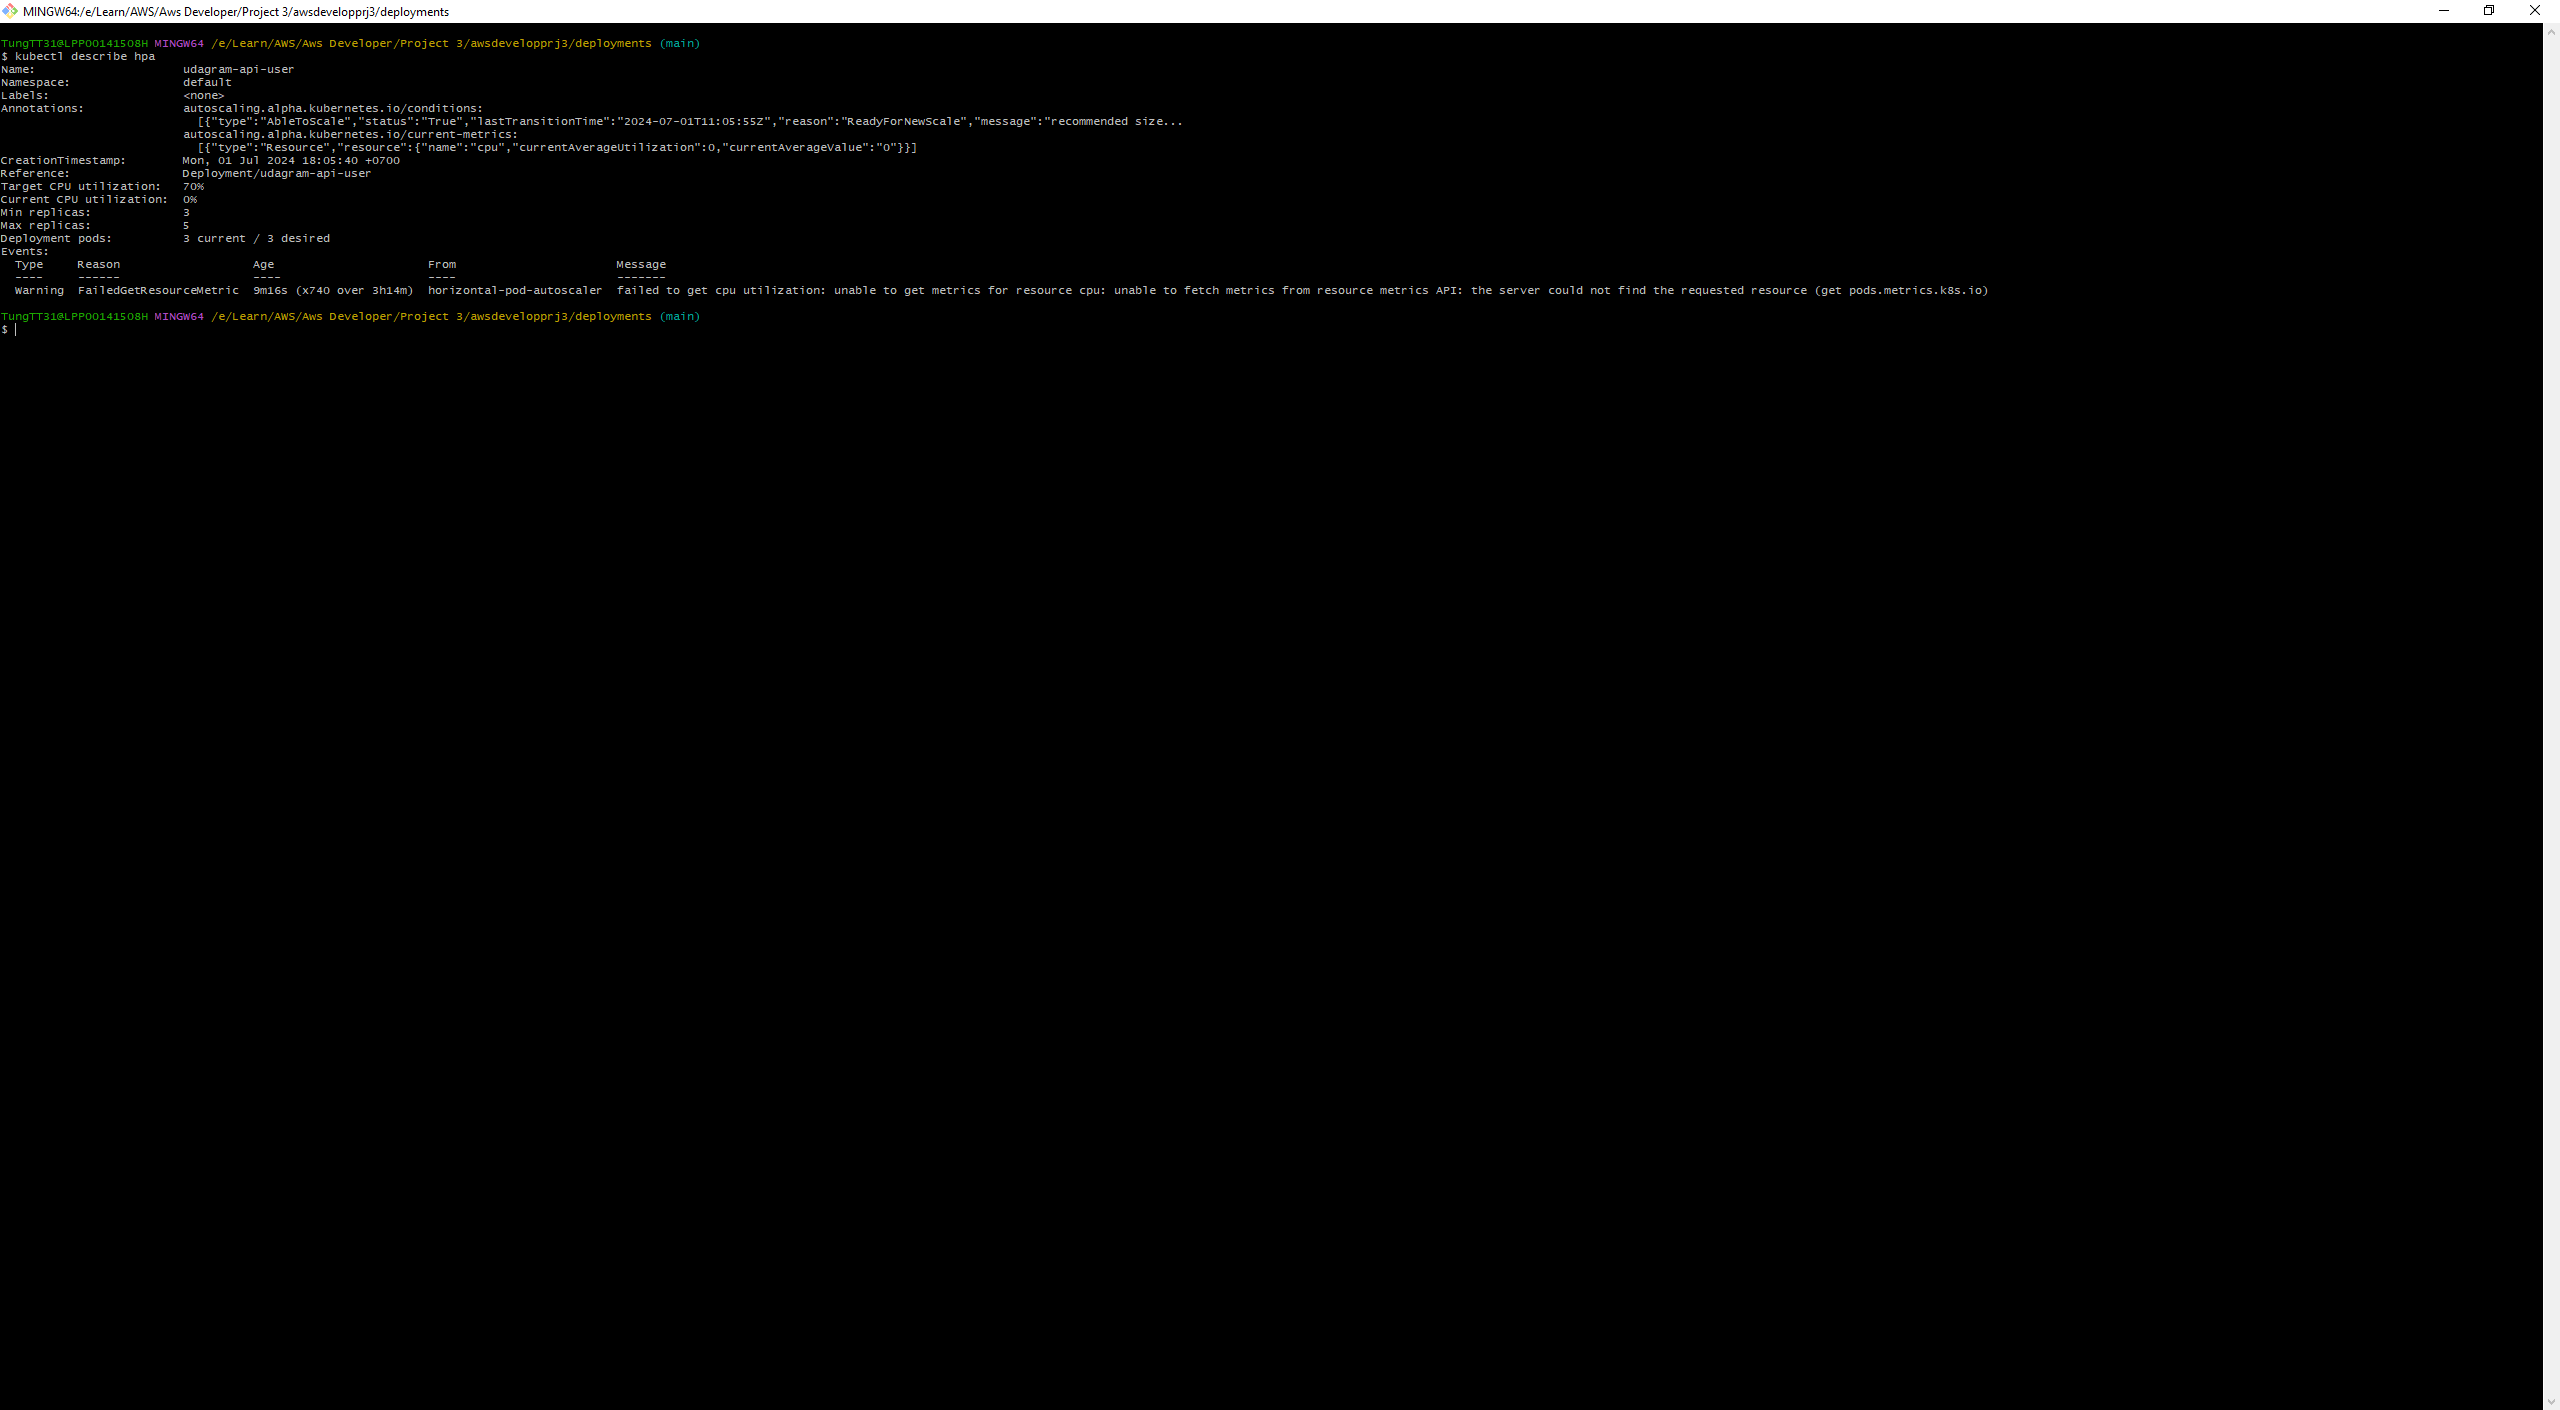 MINGW64:/e/Learn/AWS/Aws Developer/Project 3/awsdevelopprj3/deployments
TungTT31@LPP00141508H MINGW64 /e/Learn/AWS/Aws Developer/Project 3/awsdevelopprj3/deployments (main)
$ kubectl describe hpa
Name: udagram-api-user
Namespace: default
Labels: <none>
Annotations: autoscaling.alpha.kubernetes.io/conditions:
[{"type":"AbleToScale","status":"True","lastTransitionTime":"2024-07-01T11:05:55Z","reason":"ReadyForNewScale","message":"recommended size...
autoscaling.alpha.kubernetes.io/current-metrics:
[{"type":"Resource","resource":{"name":"cpu","currentAverageUtilization":0,"currentAverageValue":"0"}}]
CreationTimestamp: Mon, 01 Jul 2024 18:05:40 +0700
Reference: Deployment/udagram-api-user
Target CPU utilization: 70%
Current CPU utilization: 0%
Min replicas: 3
Max replicas: 5
Deployment pods: 3 current / 3 desired
Events:
Type Reason Age From Message
---- ------ ---- ---- -------
Warning FailedGetResourceMetric 9m16s (x740 over 3h14m) horizontal-pod-autoscaler failed to get cpu utilization: unable to get metrics for resource cpu: unable to fetch metrics from resource metrics API: the server could not find the requested resource (get pods.metrics.k8s.io)
TungTT31@LPP00141508H MINGW64 /e/Learn/AWS/Aws Developer/Project 3/awsdevelopprj3/deployments (main)
$